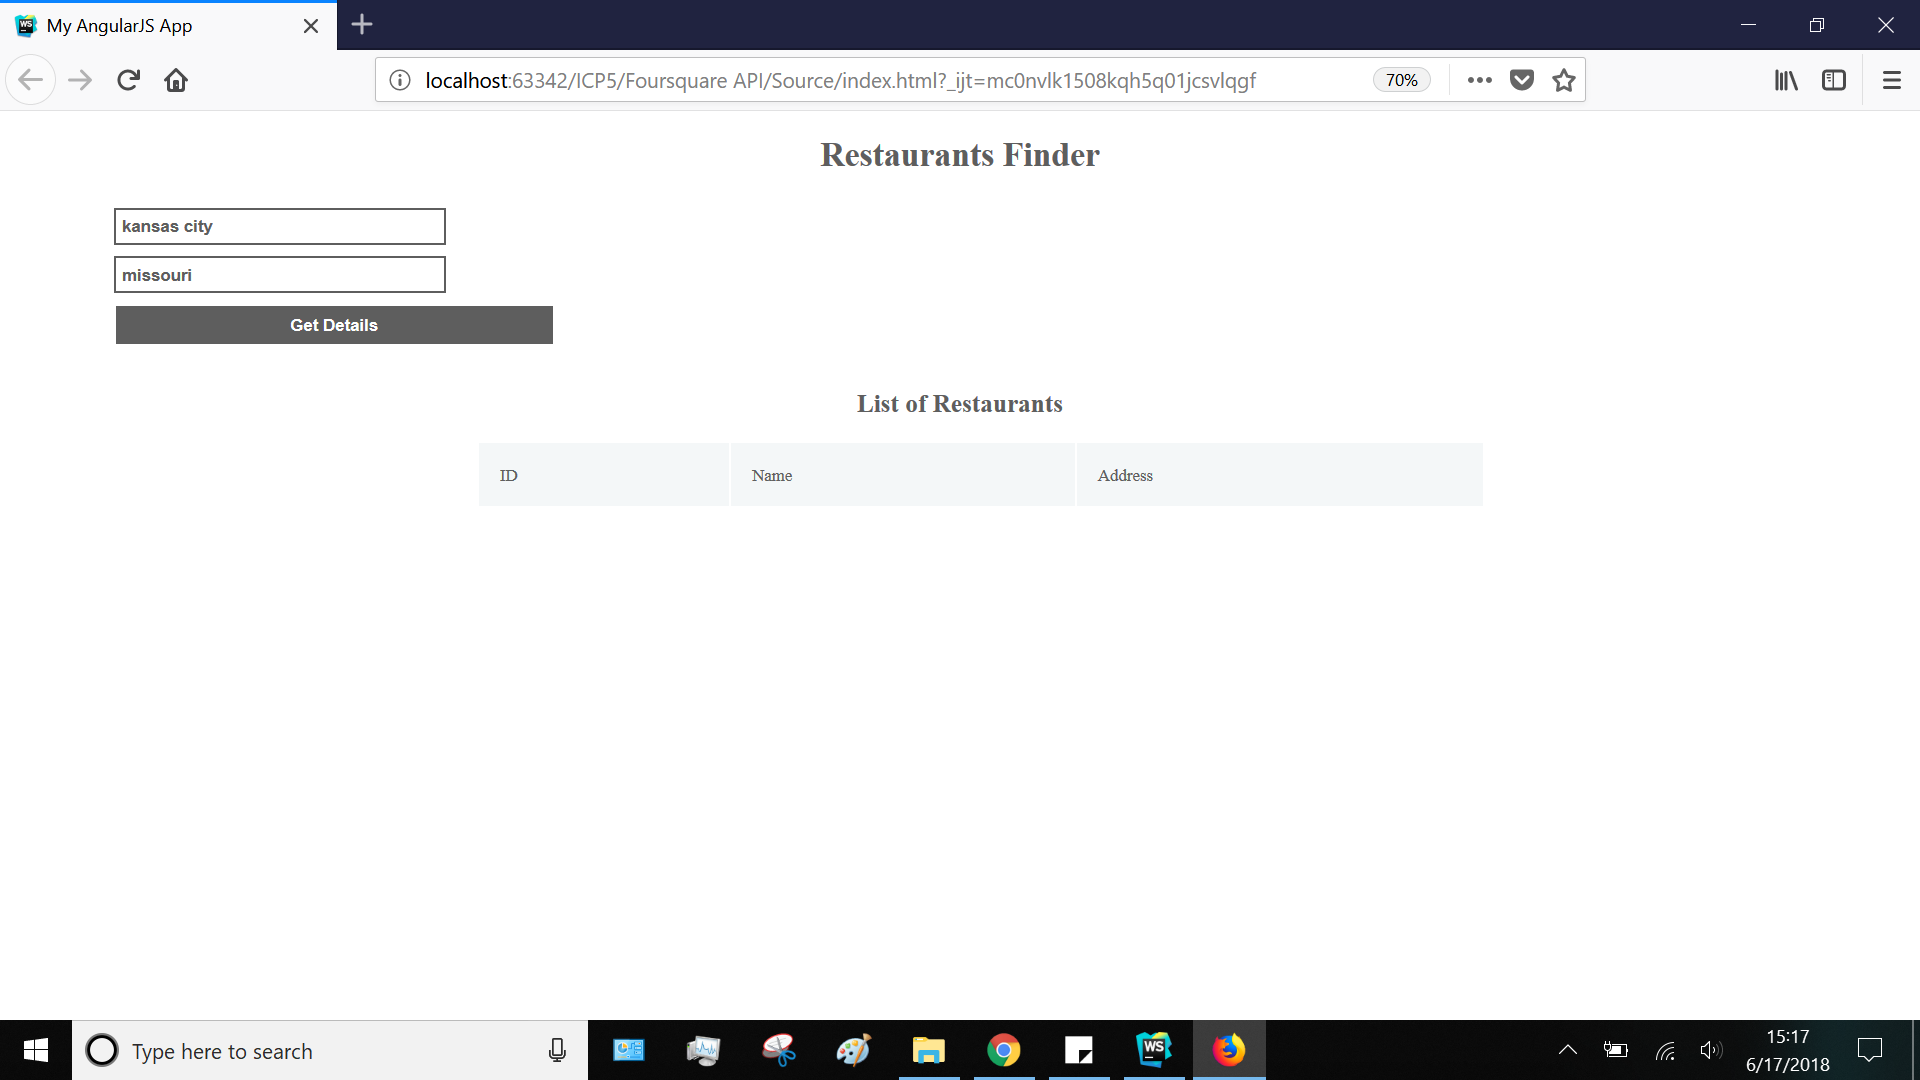 My AngularJS App
localhost:63342/ICP5/Foursquare API/Source/index.html?_ijt=mc0nvlk1508kqh5q01jcsvlqgf
70%
Restaurants Finder
kansas city
missouri
Get Details
List of Restaurants
ID Name Address
Type here to search
WS
15:17
6/17/2018